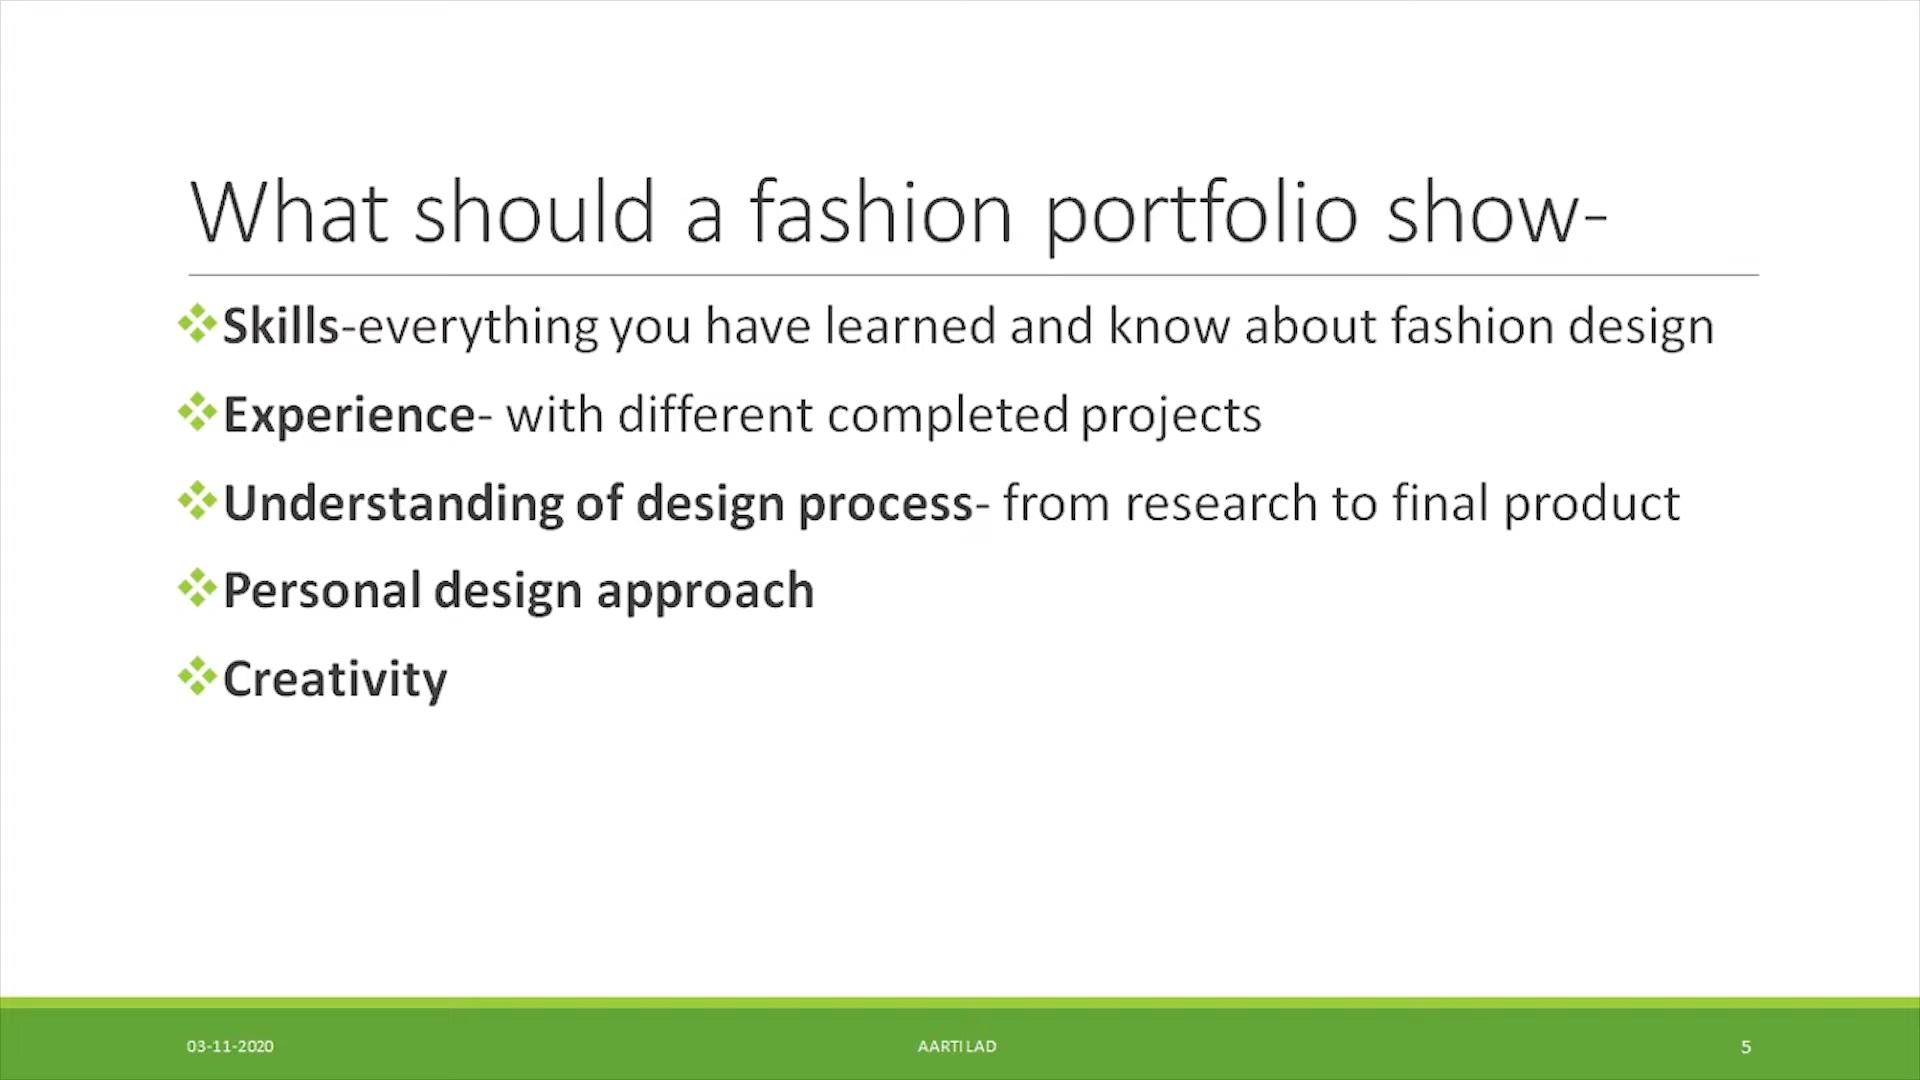 What should a fashion portfolio show-
Skills-everything you have learned and know about fashion design
Experience- with different completed projects
Understanding of design process- from research to final product
Personal design approach
Creativity
03-11-2020
AARTI LAD
5